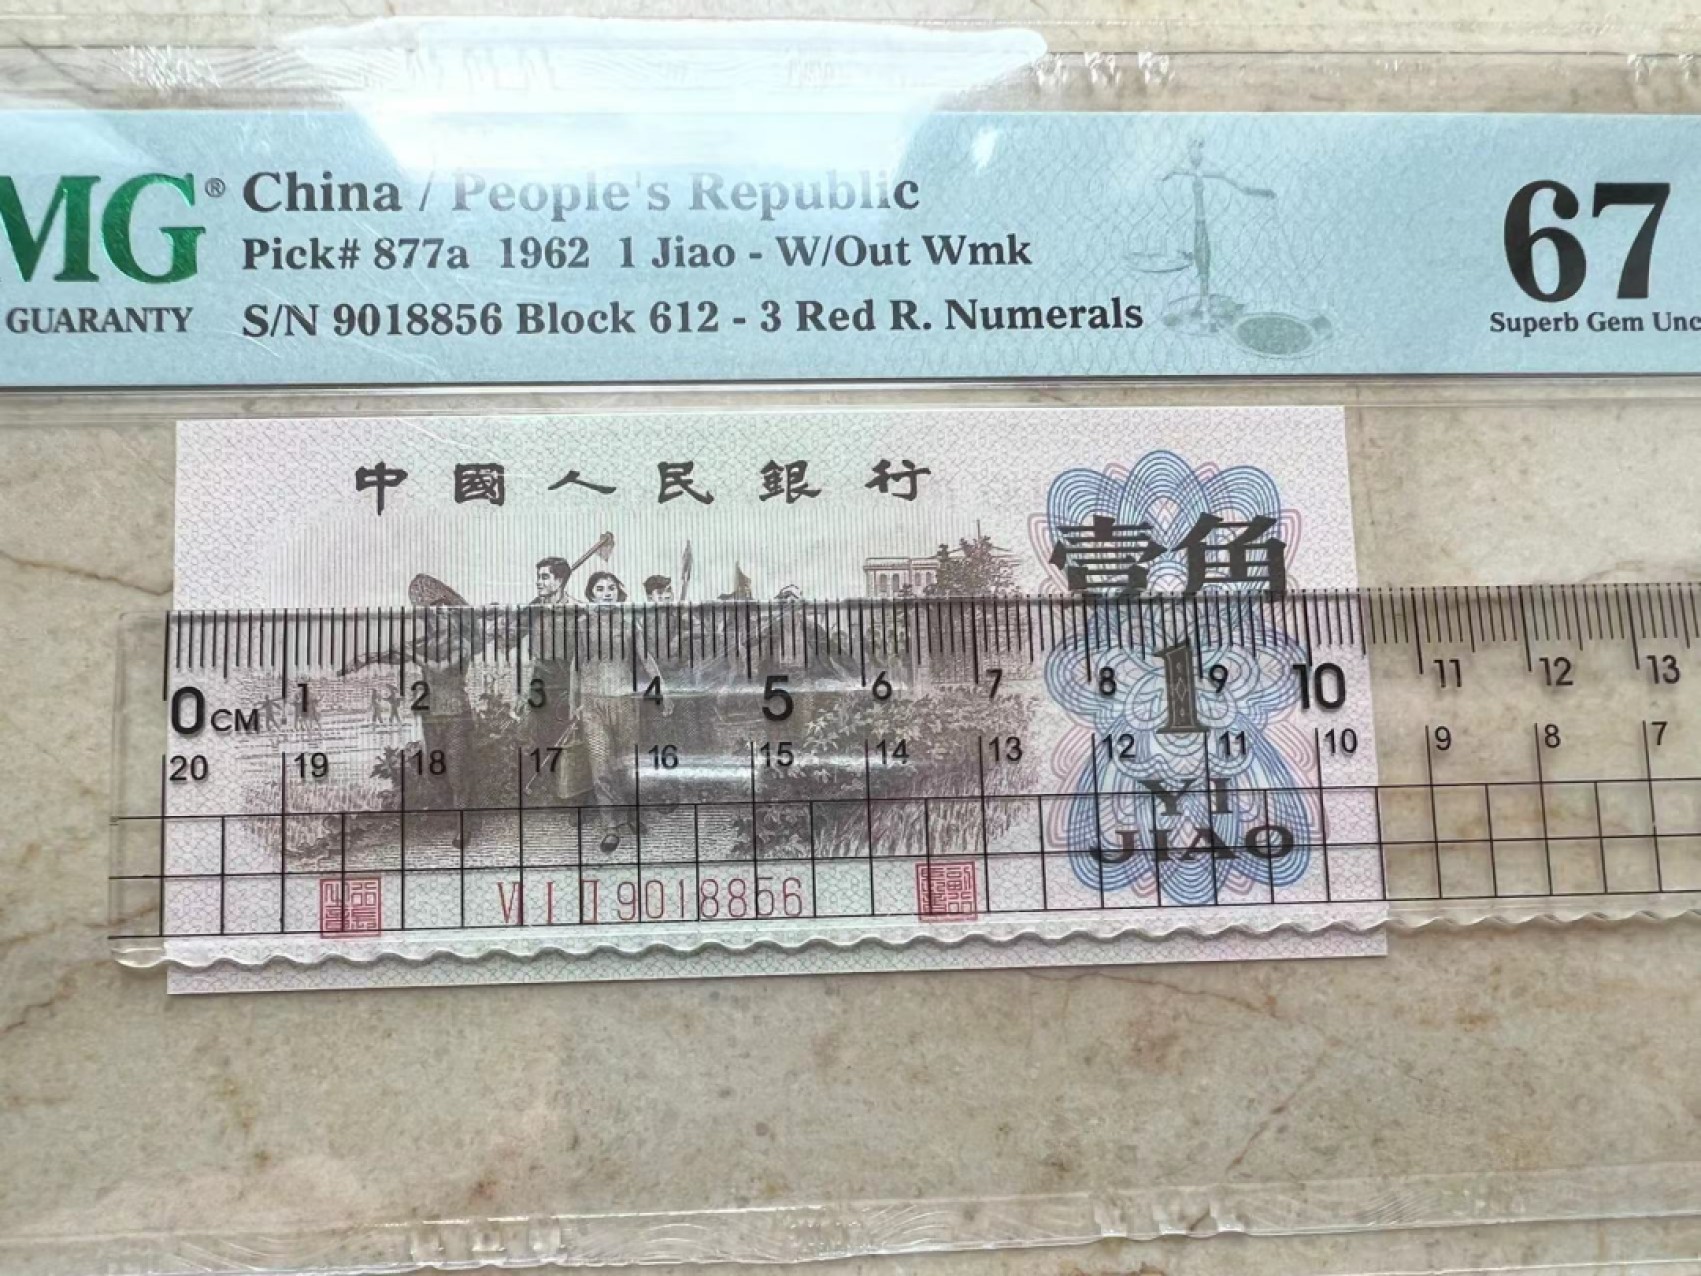 MG® China / People's Republic
Pick# 877a 1962 1 Jiao - W/Out Wmk
GUARANTY S/N 9018856 Block 612 - 3 Red R. Numerals
67
Superb Gem Unc
中國人民銀行
壹角
0 CM 1 2 3 4 5 6 7 8 9 10 11 12 13
1
20 19 18 17 16 15 14 13 12 11 10 9 8 7
YI
JIAO
VI I II 9018856